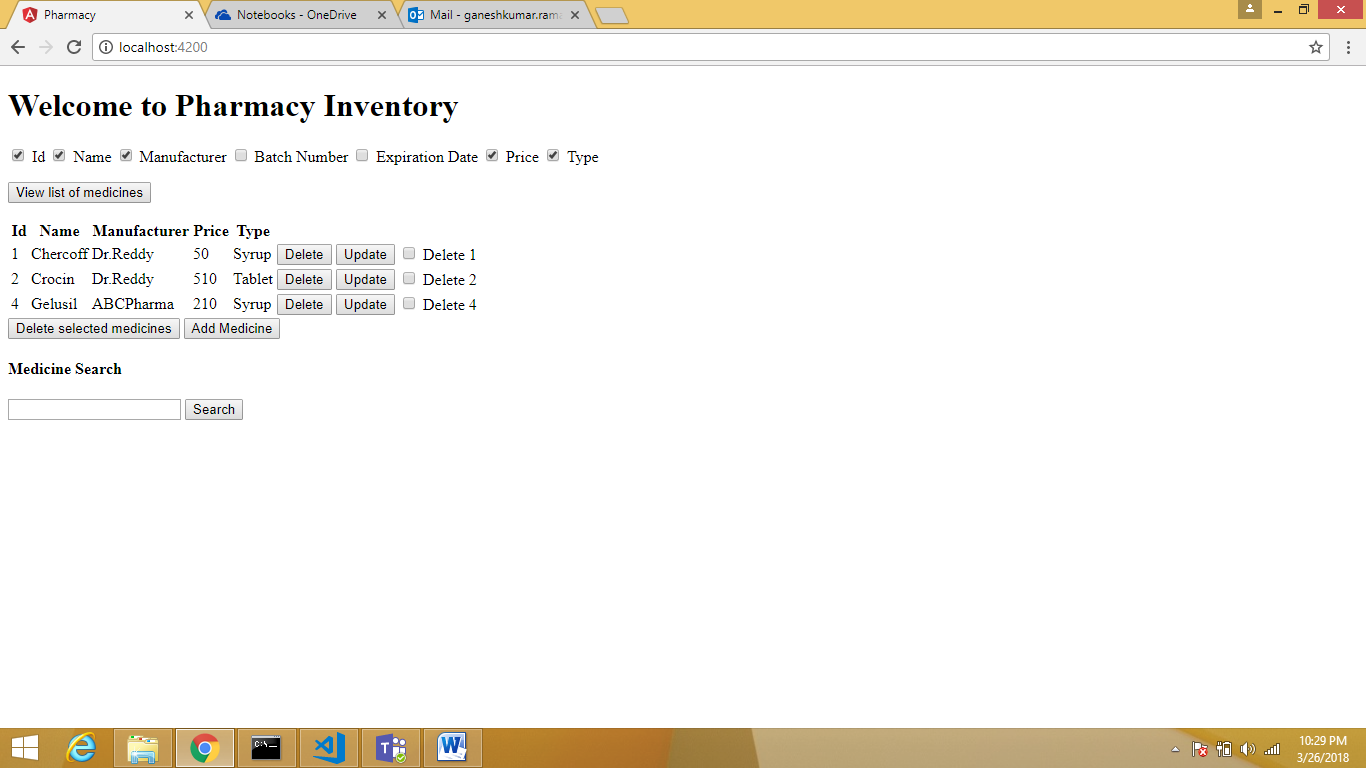 Pharmacy
Notebooks - OneDrive
Mail - ganeshkumar.rama
localhost:4200
Welcome to Pharmacy Inventory
Id Name Manufacturer Batch Number Expiration Date Price Type
View list of medicines
Id Name Manufacturer Price Type
1 Chercoff Dr.Reddy 50 Syrup Delete Update Delete 1
2 Crocin Dr.Reddy 510 Tablet Delete Update Delete 2
4 Gelusil ABCPharma 210 Syrup Delete Update Delete 4
Delete selected medicines Add Medicine
Medicine Search
Search
10:29 PM
3/26/2018